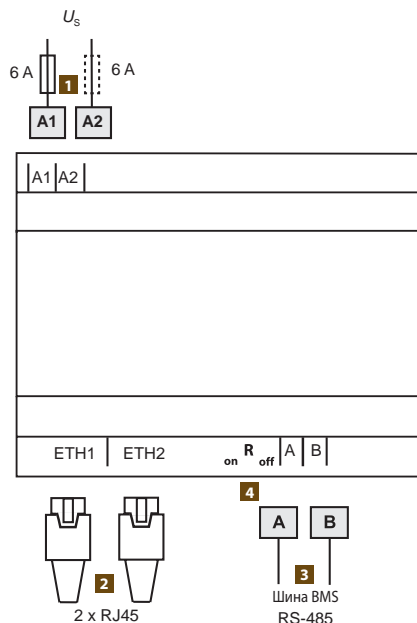 Us
6 A 1 6 A
A1 A2
A1 A2
ETH1 ETH2 on R off A B
4
A B
2 3
Шина BMS
2 x RJ45 RS-485